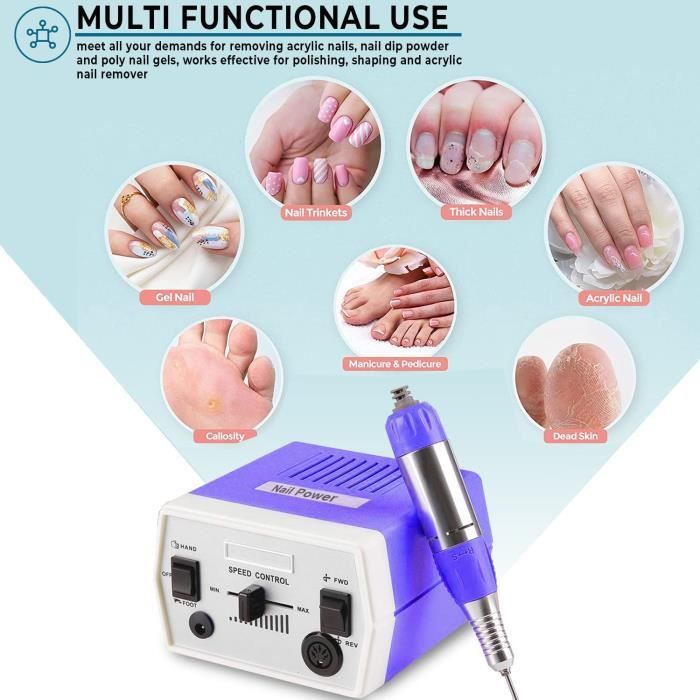 MULTI FUNCTIONAL USE
meet all your demands for removing acrylic nails, nail dip powder
and poly nail gels, works effective for polishing, shaping and acrylic
nail remover
Nail Trinkets
Thick Nails
Gel Nail
Acrylic Nail
Manicure & Pedicure
Callosity
Dead Skin
Nail Power
HAND
OFF
FOOT
SPEED CONTROL
MIN
MAX
FWD
REV
R S